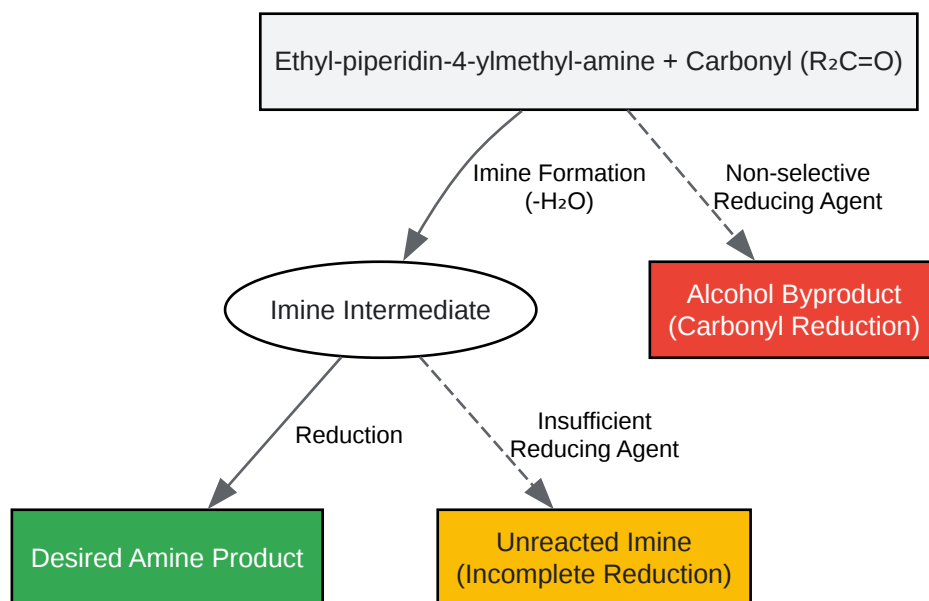 Ethyl-piperidin-4-ylmethyl-amine + Carbonyl (R₂C=O)
Imine Formation
(-H₂O)
Non-selective
Reducing Agent
Imine Intermediate
Alcohol Byproduct
(Carbonyl Reduction)
Reduction
Insufficient
Reducing Agent
Desired Amine Product
Unreacted Imine
(Incomplete Reduction)